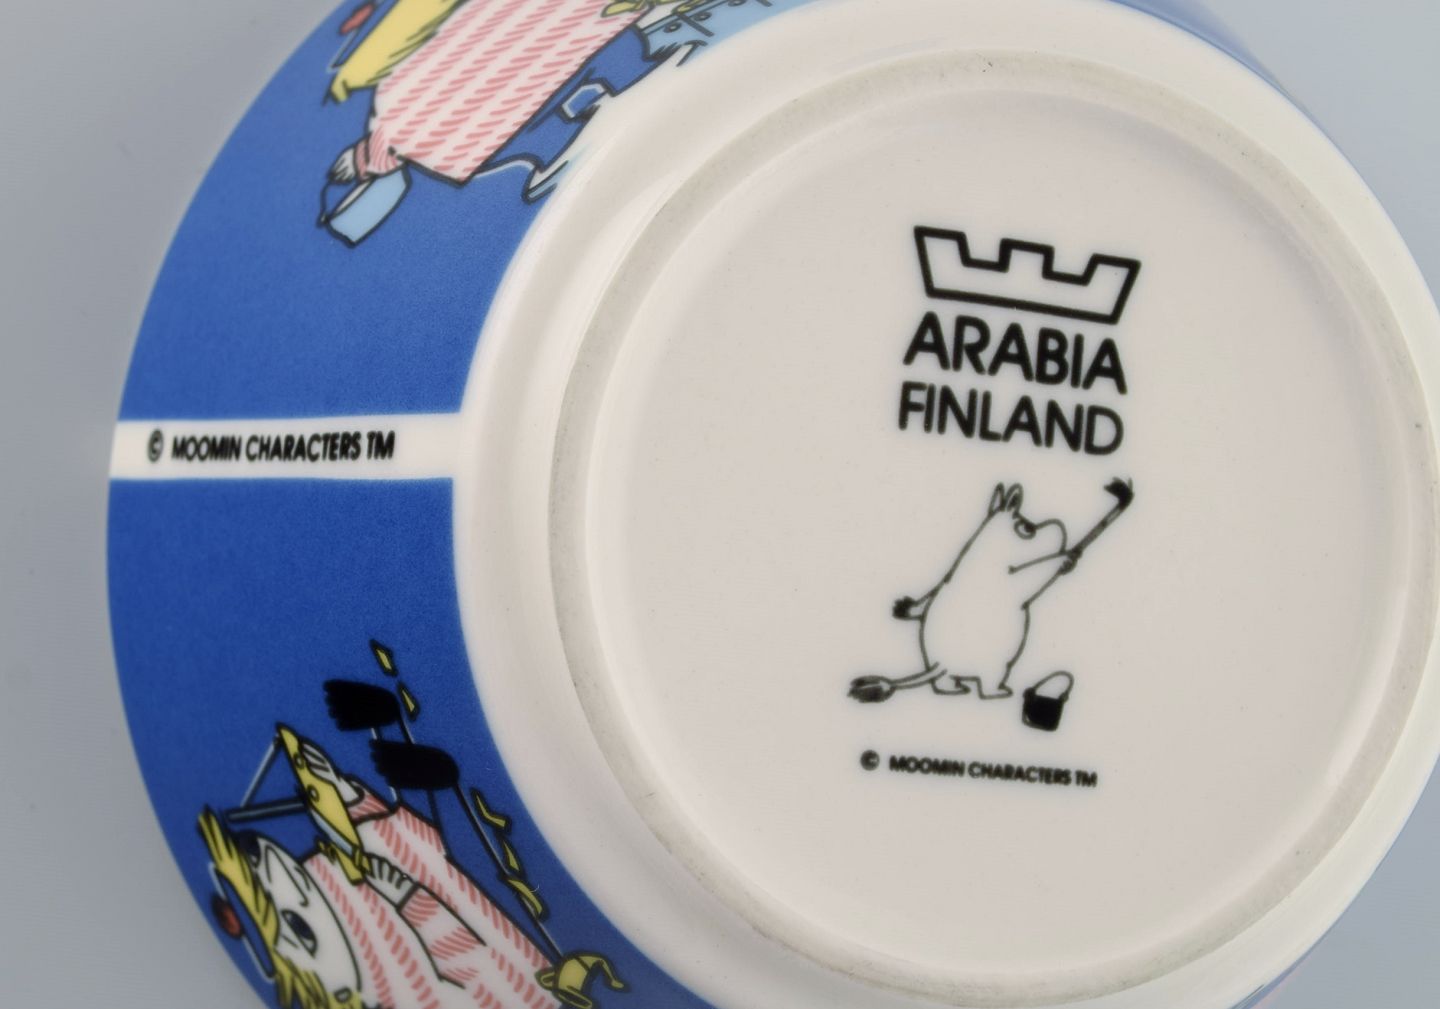 ARABIA
FINLAND
© MOOMIN CHARACTERS TM
© MOOMIN CHARACTERS TM